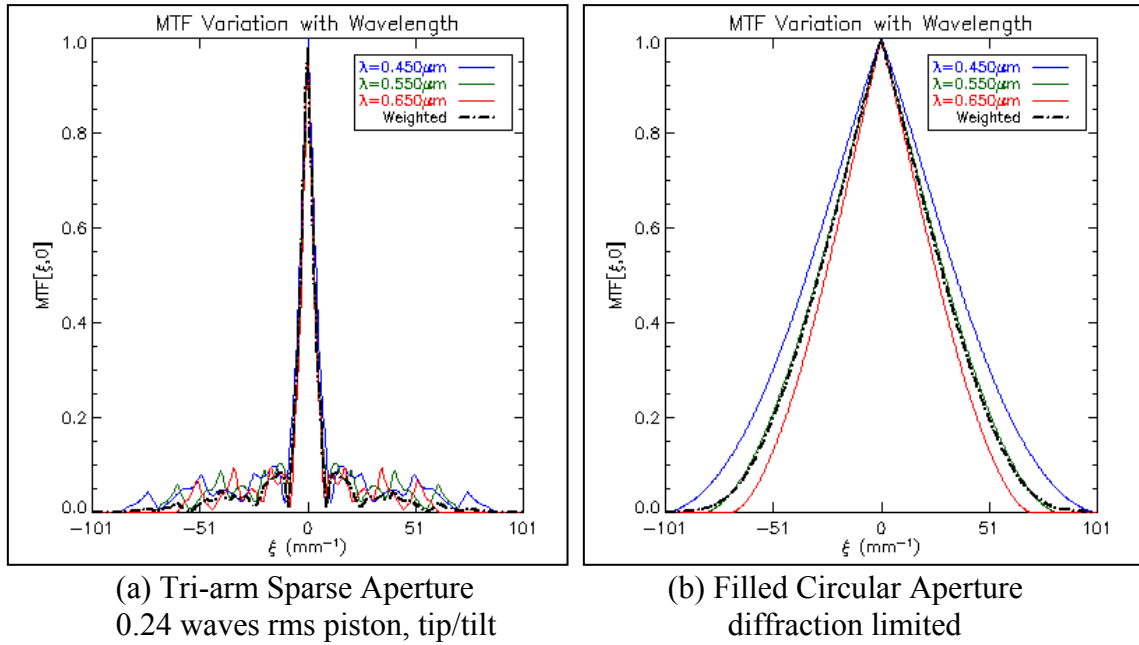 MTF Variation with Wavelength
1.0
0.8
0.6
0.4
0.2
0.0
MTF[ξ,0]
λ=0.450μm
λ=0.550μm
λ=0.650μm
Weighted
−101 −51 0 51 101
ξ (mm⁻¹)
(a) Tri-arm Sparse Aperture
0.24 waves rms piston, tip/tilt
MTF Variation with Wavelength
1.0
0.8
0.6
0.4
0.2
0.0
MTF[ξ,0]
λ=0.450μm
λ=0.550μm
λ=0.650μm
Weighted
−101 −51 0 51 101
ξ (mm⁻¹)
(b) Filled Circular Aperture
diffraction limited